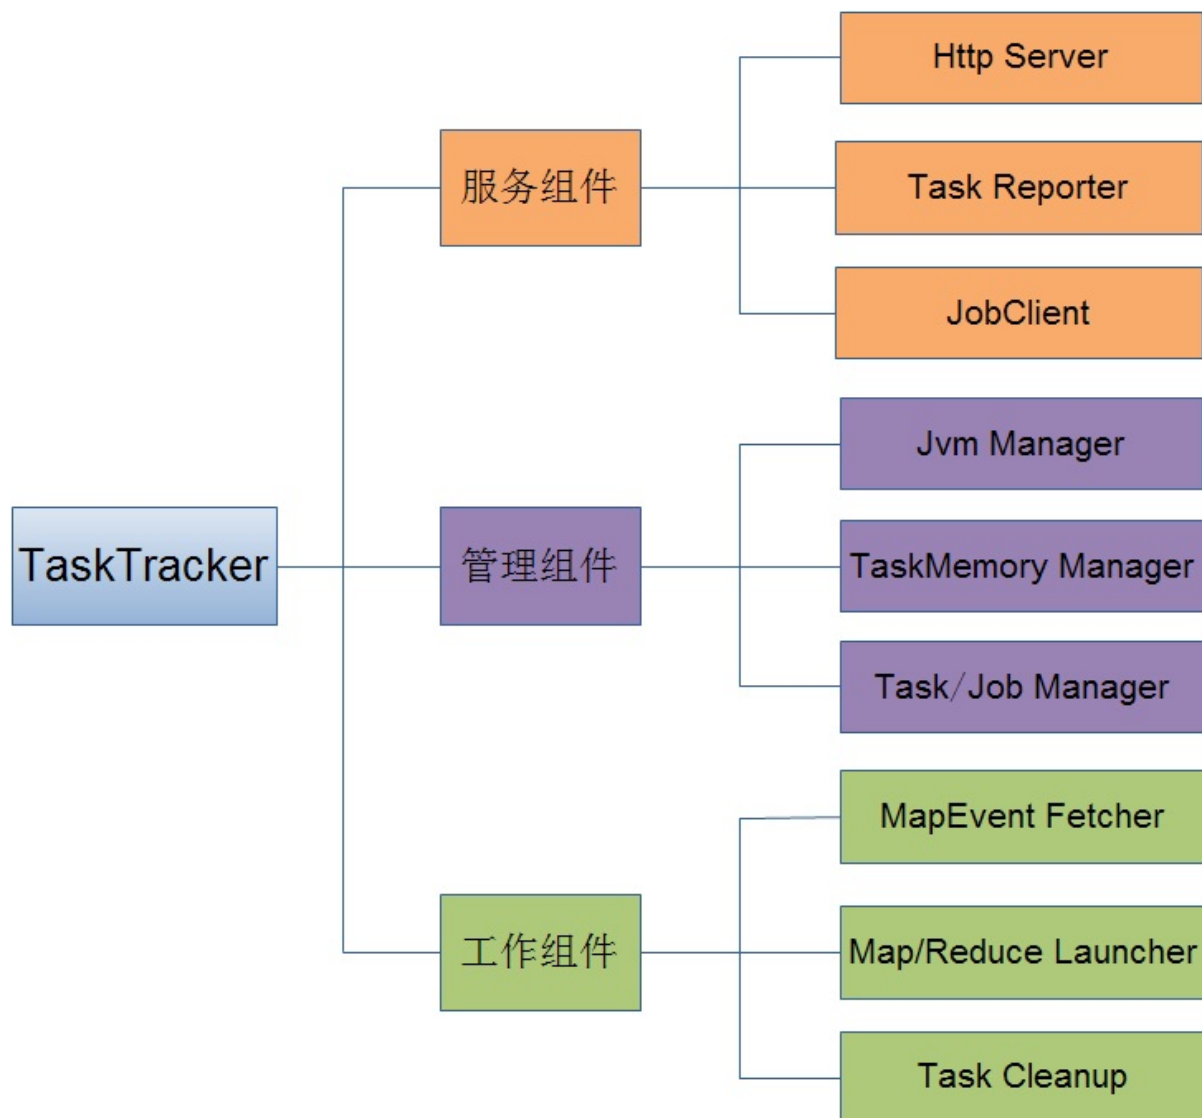 TaskTracker
服务组件
Http Server
Task Reporter
JobClient
管理组件
Jvm Manager
TaskMemory Manager
Task/Job Manager
工作组件
MapEvent Fetcher
Map/Reduce Launcher
Task Cleanup